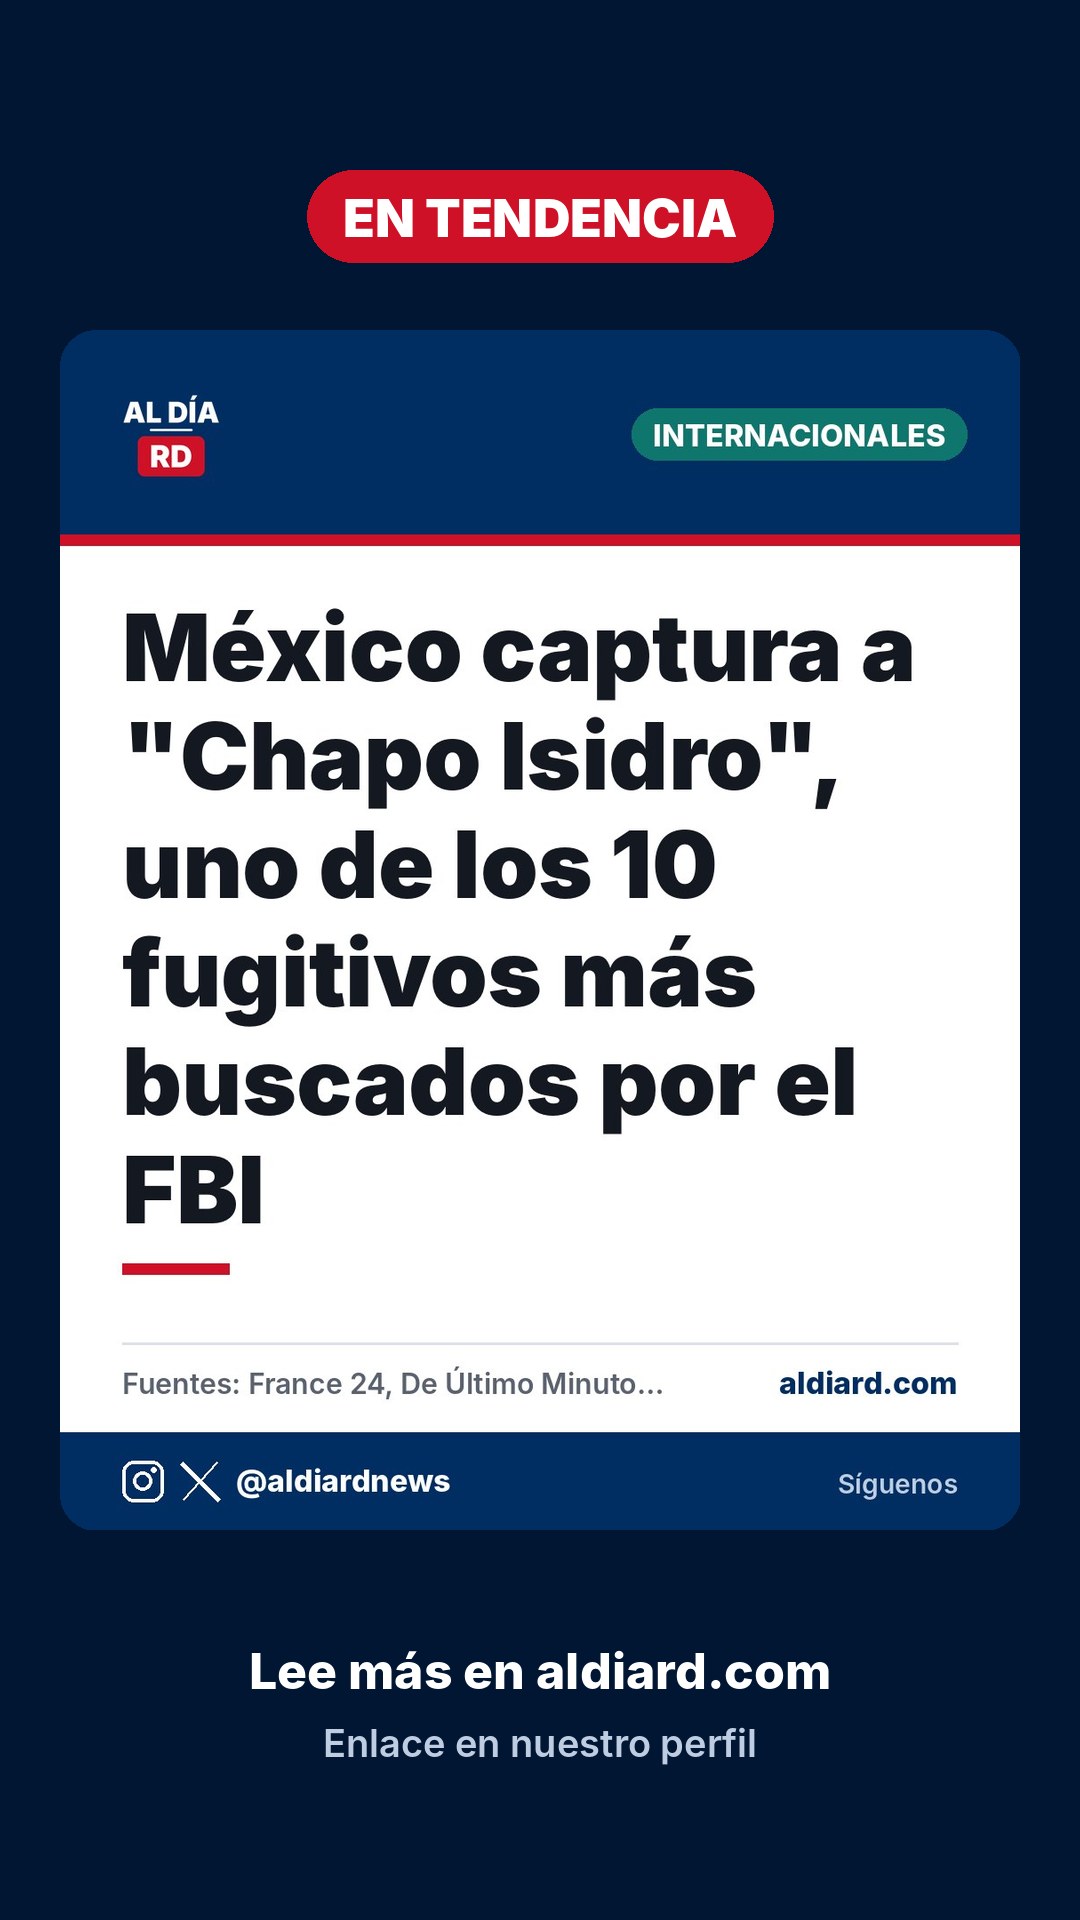 EN TENDENCIA
AL DÍA
RD
INTERNACIONALES
México captura a
"Chapo Isidro",
uno de los 10
fugitivos más
buscados por el
FBI
Fuentes: France 24, De Último Minuto...
aldiard.com
@aldiardnews
Síguenos
Lee más en aldiard.com
Enlace en nuestro perfil